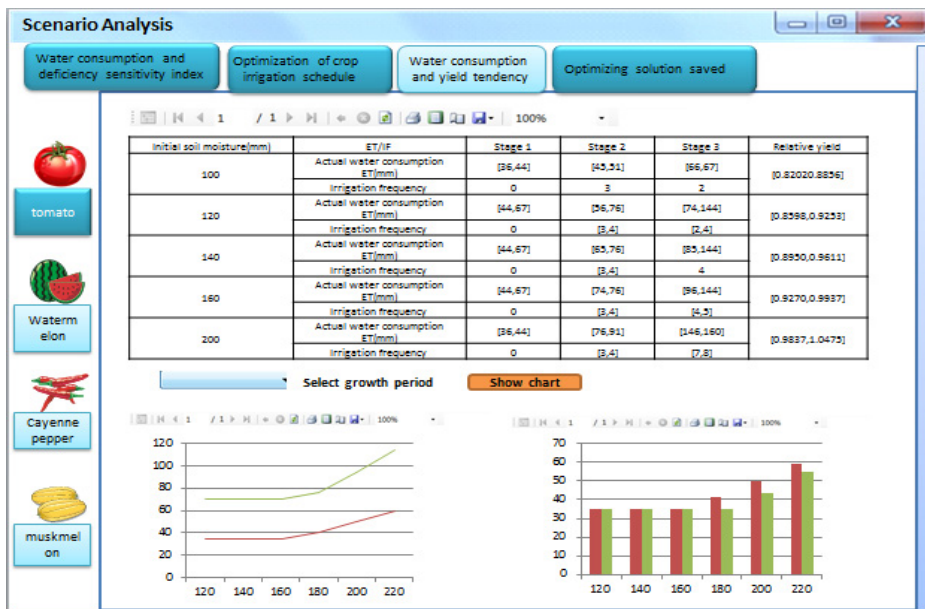 Scenario Analysis
Water consumption and
deficiency sensitivity index
Optimization of crop
irrigation schedule
Water consumption
and yield tendency
Optimizing solution saved
1 / 1 100%
Initial soil moisture(mm) ET/IF Stage 1 Stage 2 Stage 3 Relative yield
100 Actual water consumption ET(mm) [36,44] [45,51] [66,67] [0.82020.8856]
Irrigation frequency 0 3 2
120 Actual water consumption ET(mm) [44,67] [56,76] [74,144] [0.8598,0.9253]
Irrigation frequency 0 [3,4] [2,4]
140 Actual water consumption ET(mm) [44,67] [65,76] [85,144] [0.8950,0.9611]
Irrigation frequency 0 [3,4] 4
160 Actual water consumption ET(mm) [44,67] [74,76] [96,144] [0.9270,0.9937]
Irrigation frequency 0 [3,4] [4,5]
200 Actual water consumption ET(mm) [36,44] [76,91] [146,160] [0.9837,1.0475]
Irrigation frequency 0 [3,4] [7,8]
tomato
Waterm
elon
Cayenne
pepper
muskmel
on
Select growth period Show chart
1 / 1 100%
120
100
80
60
40
20
0
120 140 160 180 200 220
1 / 1 100%
70
60
50
40
30
20
10
0
120 140 160 180 200 220